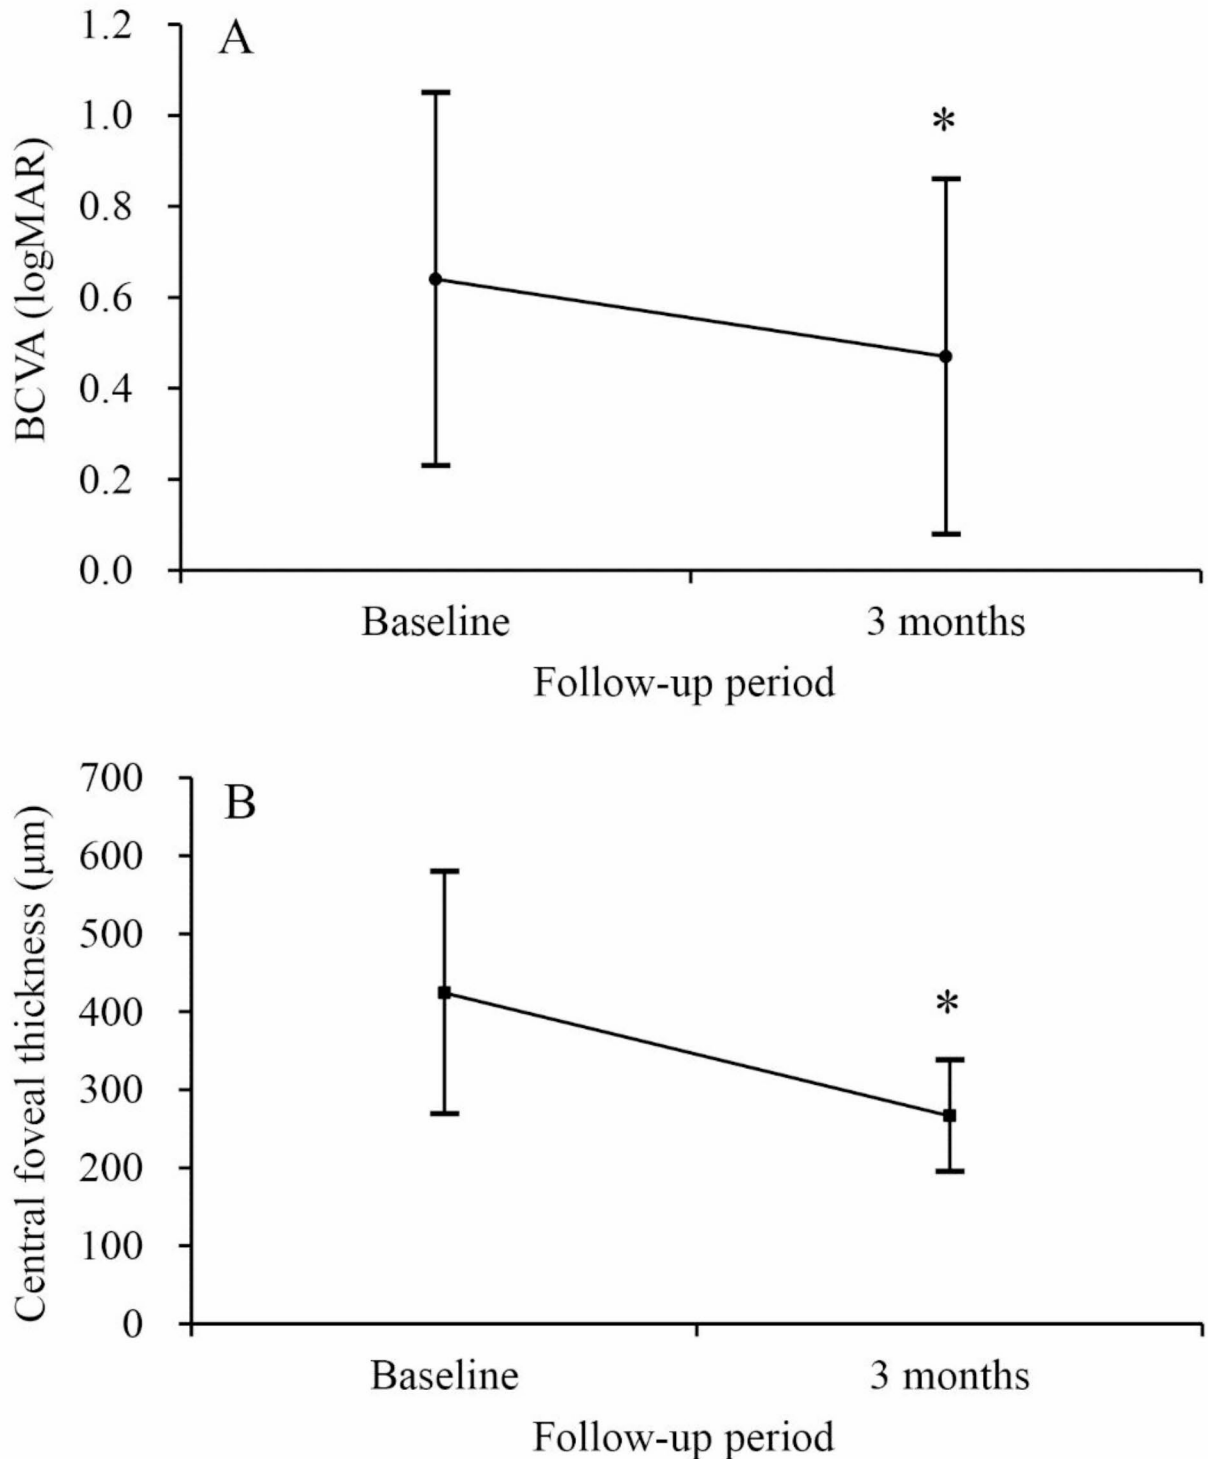 A
BCVA (logMAR)
1.2
1.0
0.8
0.6
0.4
0.2
0.0
*
Baseline 3 months
Follow-up period
B
Central foveal thickness (µm)
700
600
500
400
300
200
100
0
*
Baseline 3 months
Follow-up period